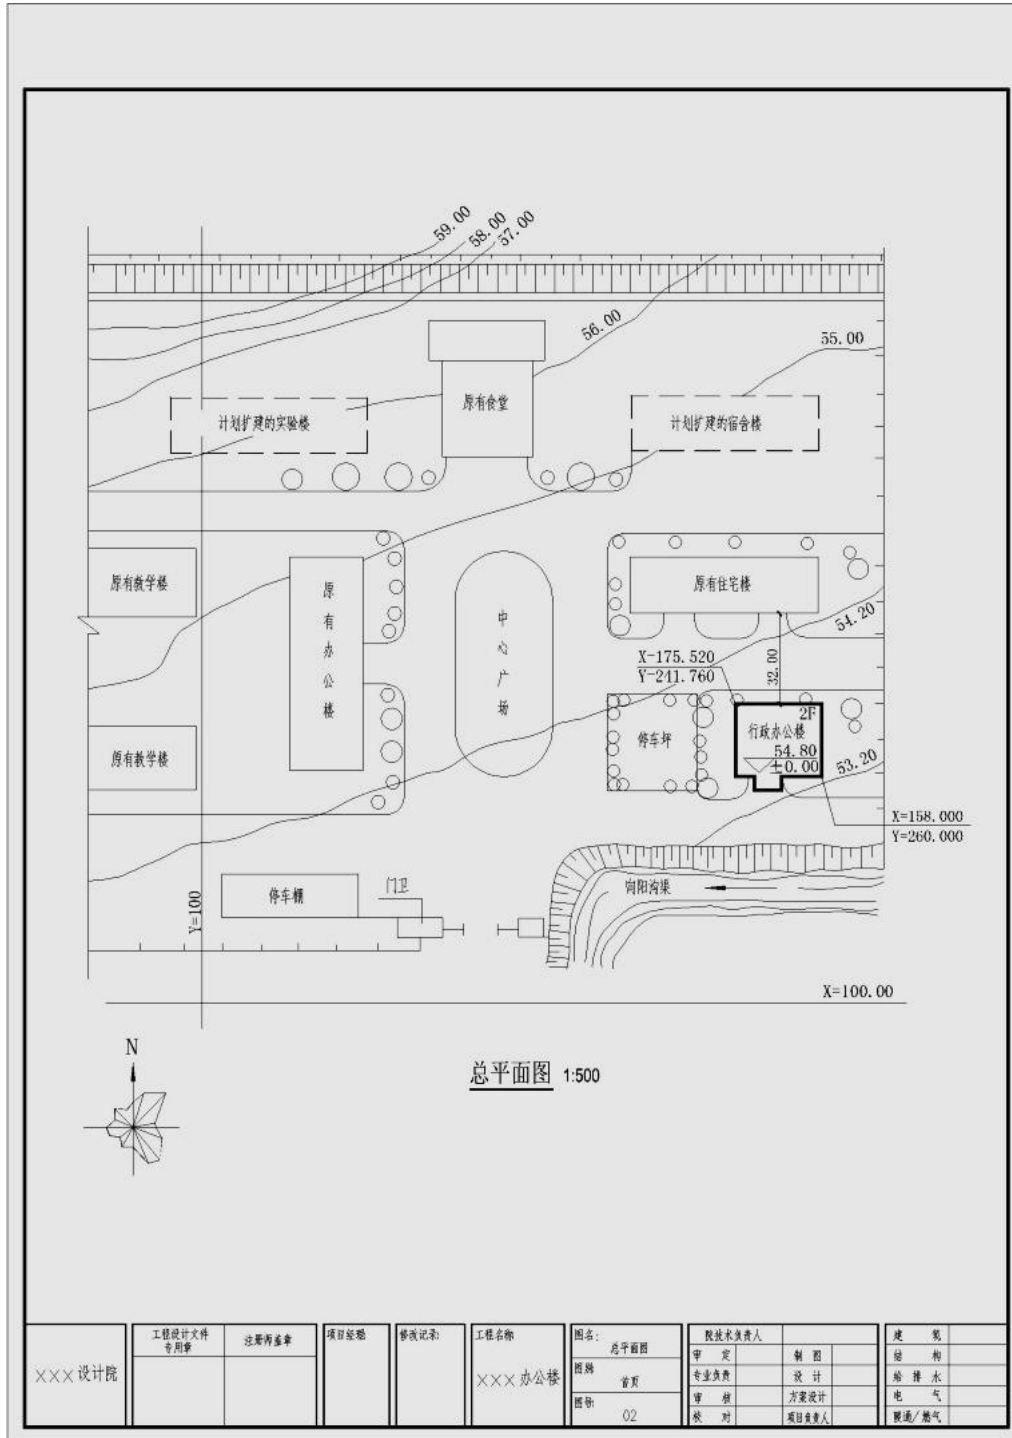 59.00
58.00
57.00
56.00
55.00
原有食堂
计划扩建的实验楼
计划扩建的宿舍楼
原有教学楼
原有办公楼
中心广场
原有住宅楼
54.20
X-175.520
Y-241.760
32.00
2F
行政办公楼
54.80
±0.00
停车坪
原有教学楼
53.20
X=158.000
Y=260.000
向阳沟渠
停车棚
门卫
Y=100
X=100.00
N
总平面图 1:500
×××设计院
工程设计文件
专用章
注册师盖章
项目经理
修改记录:
工程名称
×××办公楼
图名:
总平面图
图别:
首页
图号:
02
院技术负责人
审 定
制 图
专业负责
设 计
审 核
方案设计
校 对
项目负责人
建 筑
结 构
给 排 水
电 气
暖通/燃气